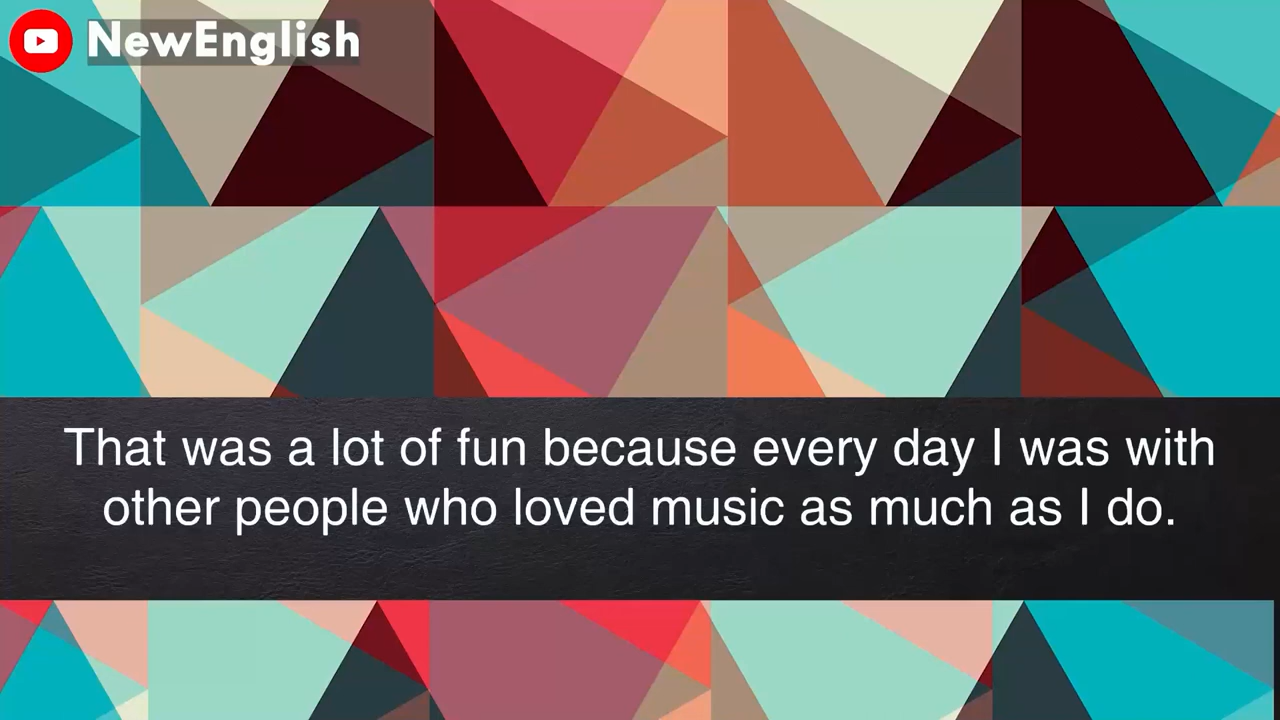 NewEnglish
That was a lot of fun because every day I was with
other people who loved music as much as I do.